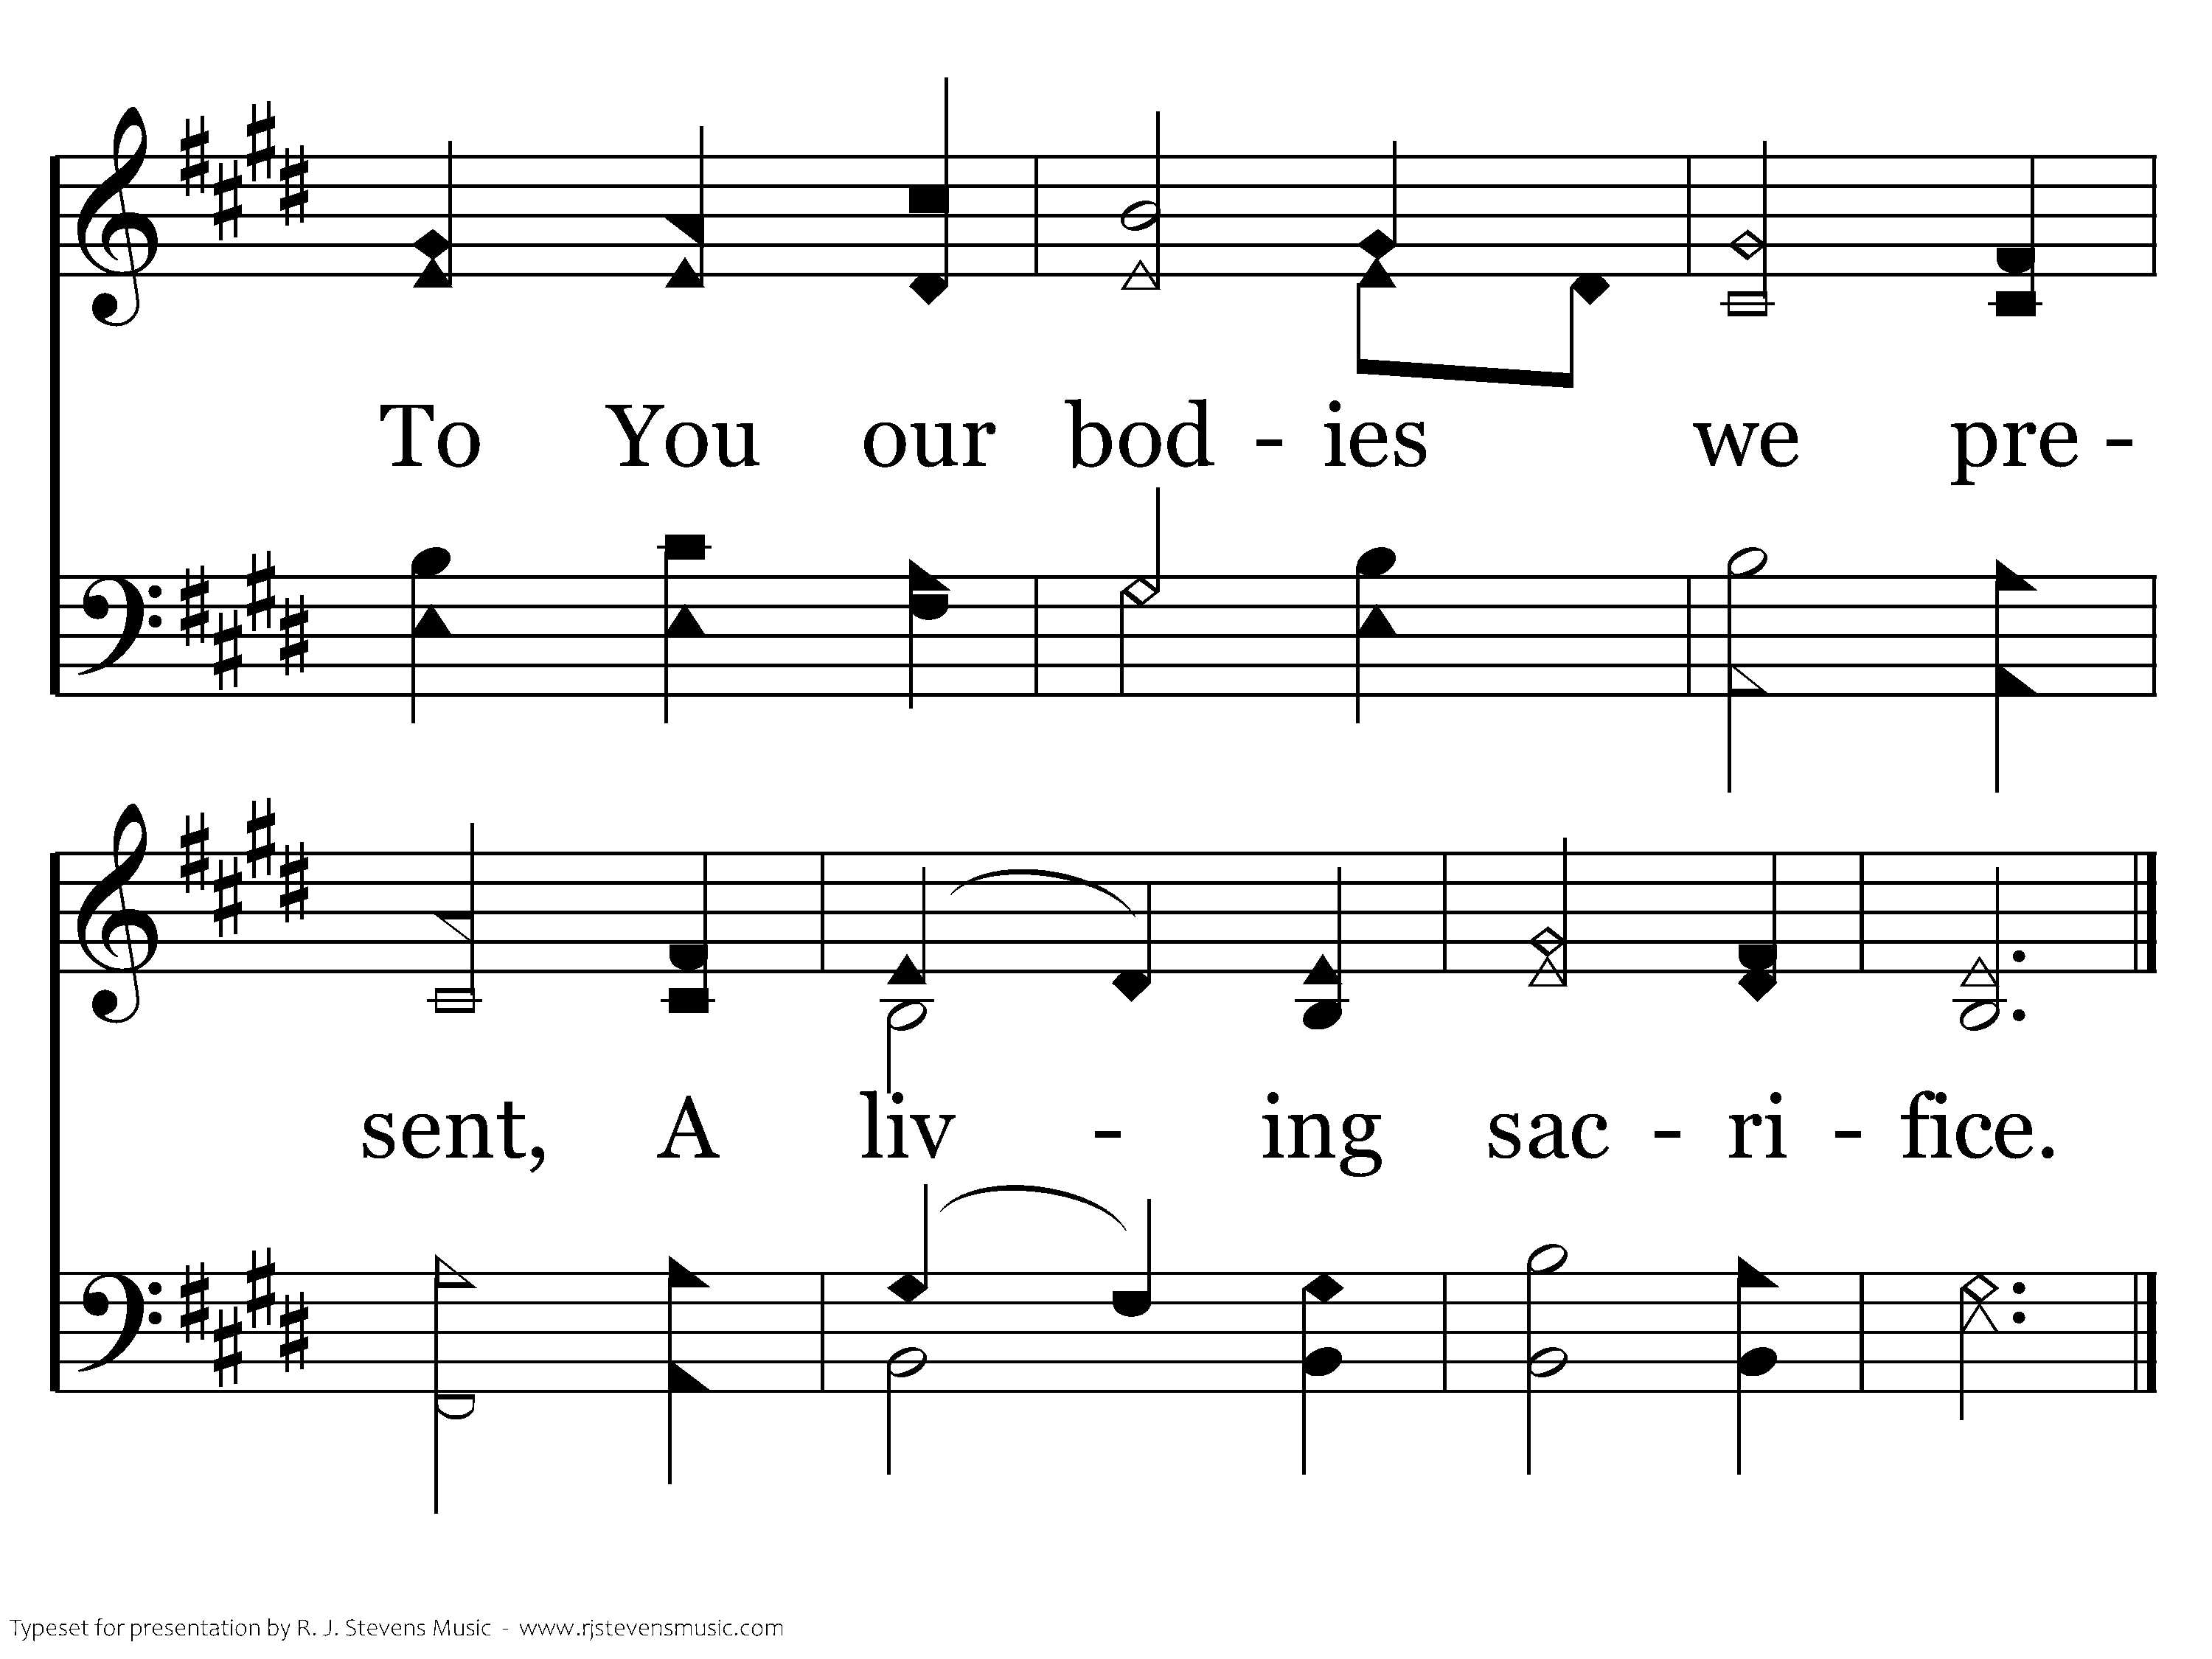 To You our bod - ies we pre -
sent, A liv - ing sac - ri - fice.
Typeset for presentation by R. J. Stevens Music - www.rjstevensmusic.com